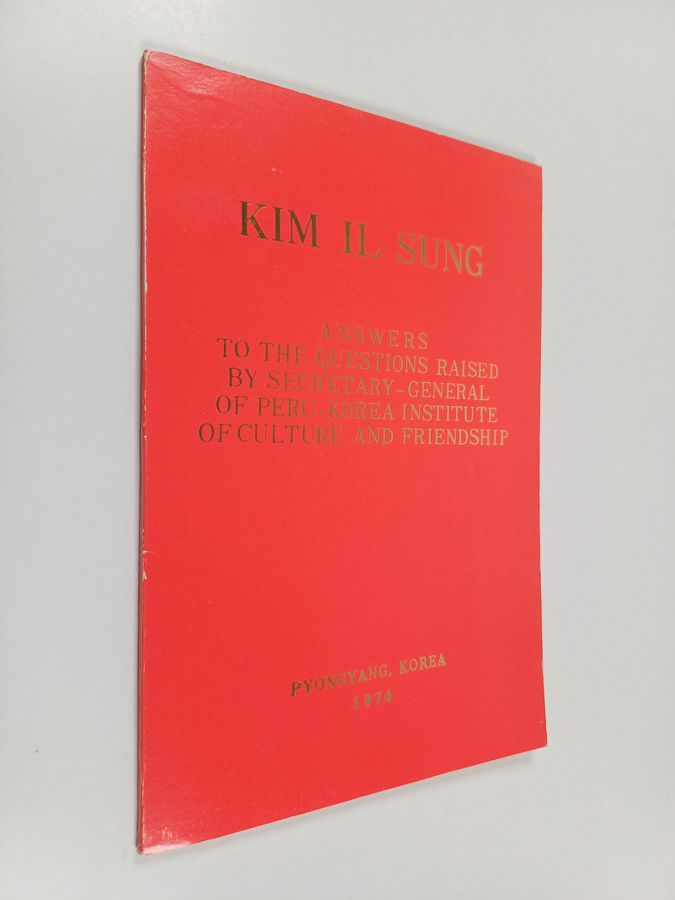 KIM IL SUNG
ANSWERS
TO THE QUESTIONS RAISED
BY SECRETARY-GENERAL
OF PERU-KOREA INSTITUTE
OF CULTURE AND FRIENDSHIP
PYONGYANG, KOREA
1974